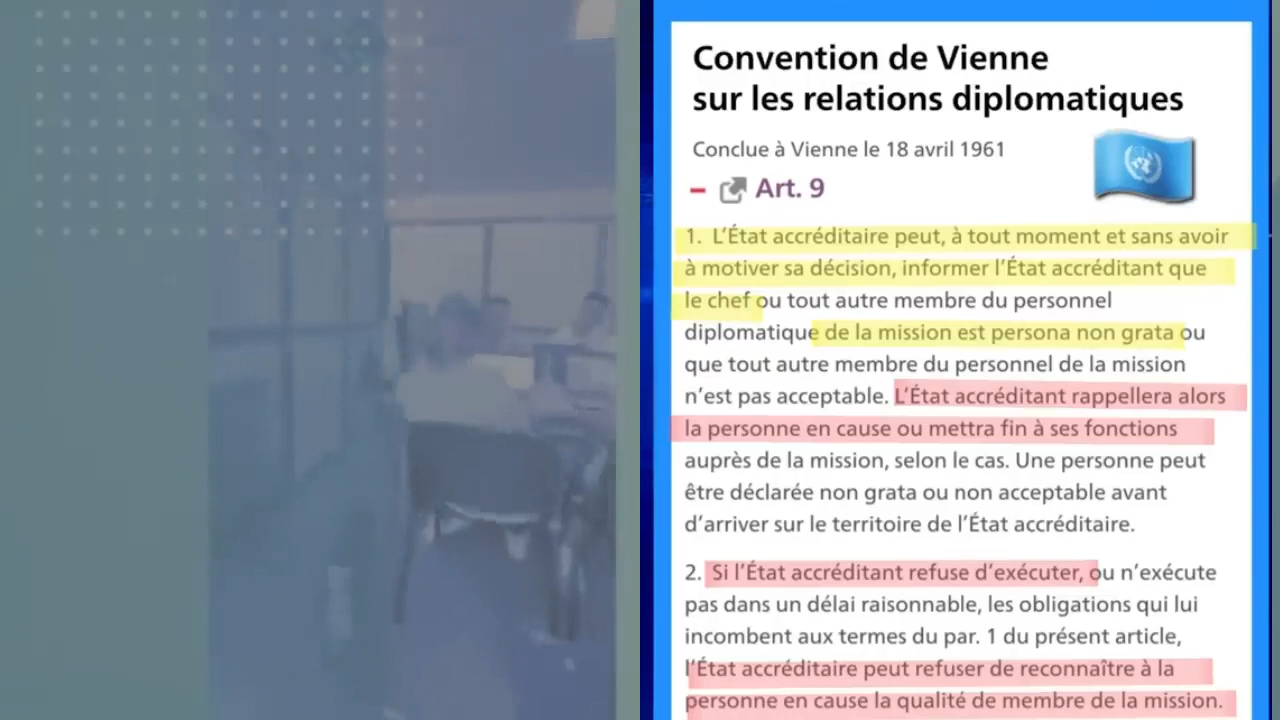 Convention de Vienne
sur les relations diplomatiques
Conclue à Vienne le 18 avril 1961
Art. 9
1. L’État accréditaire peut, à tout moment et sans avoir
à motiver sa décision, informer l’État accréditant que
le chef ou tout autre membre du personnel
diplomatique de la mission est persona non grata ou
que tout autre membre du personnel de la mission
n’est pas acceptable. L’État accréditant rappellera alors
la personne en cause ou mettra fin à ses fonctions
auprès de la mission, selon le cas. Une personne peut
être déclarée non grata ou non acceptable avant
d’arriver sur le territoire de l’État accréditaire.
2. Si l’État accréditant refuse d’exécuter, ou n’exécute
pas dans un délai raisonnable, les obligations qui lui
incombent aux termes du par. 1 du présent article,
l’État accréditaire peut refuser de reconnaître à la
personne en cause la qualité de membre de la mission.